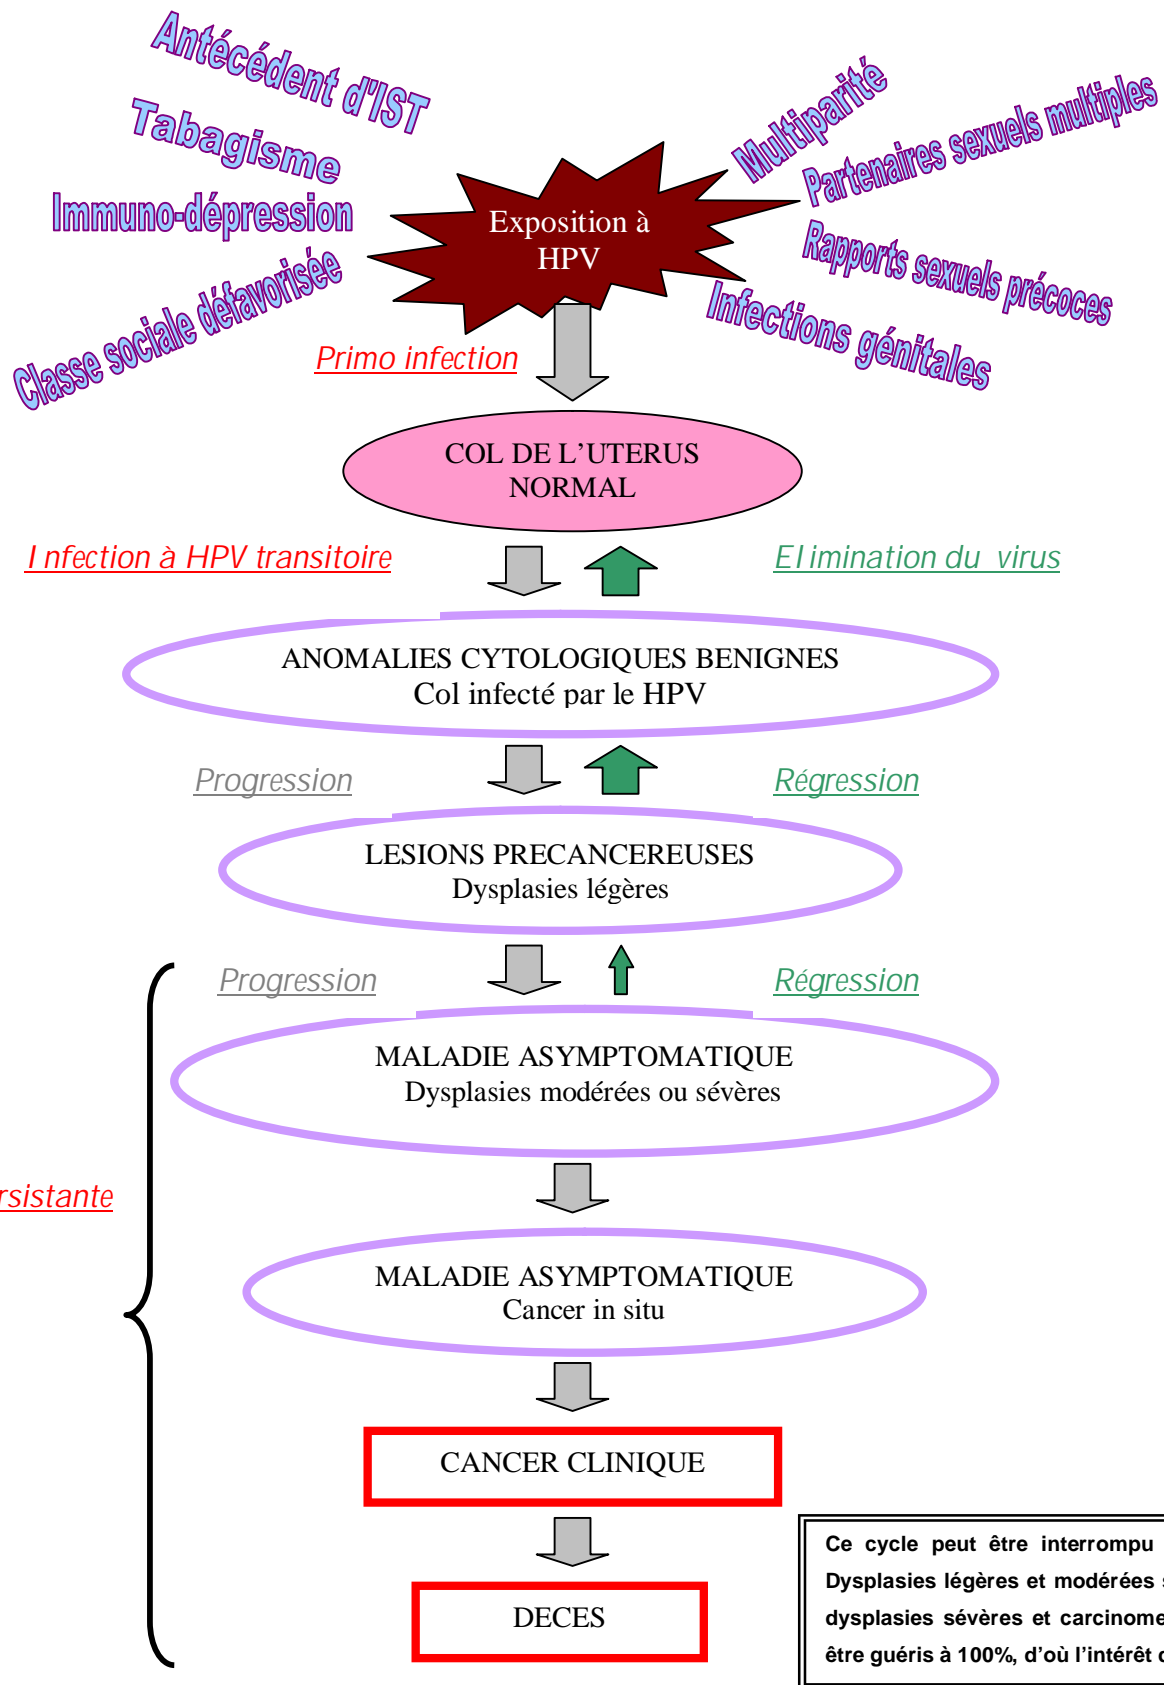 Antécédent d'IST
Tabagisme
Immuno-dépression
Classe sociale défavorisée
Multiparité
Partenaires sexuels multiples
Rapports sexuels précoces
Infections génitales
Exposition à
HPV
Primo infection
COL DE L’UTERUS
NORMAL
Infection à HPV transitoire
Elimination du virus
ANOMALIES CYTOLOGIQUES BENIGNES
Col infecté par le HPV
Progression
Régression
LESIONS PRECANCEREUSES
Dysplasies légères
Progression
Régression
MALADIE ASYMPTOMATIQUE
Dysplasies modérées ou sévères
rsistante
MALADIE ASYMPTOMATIQUE
Cancer in situ
CANCER CLINIQUE
DECES
Ce cycle peut être interrompu
Dysplasies légères et modérées
dysplasies sévères et carcinome
être guéris à 100%, d’où l’intérêt